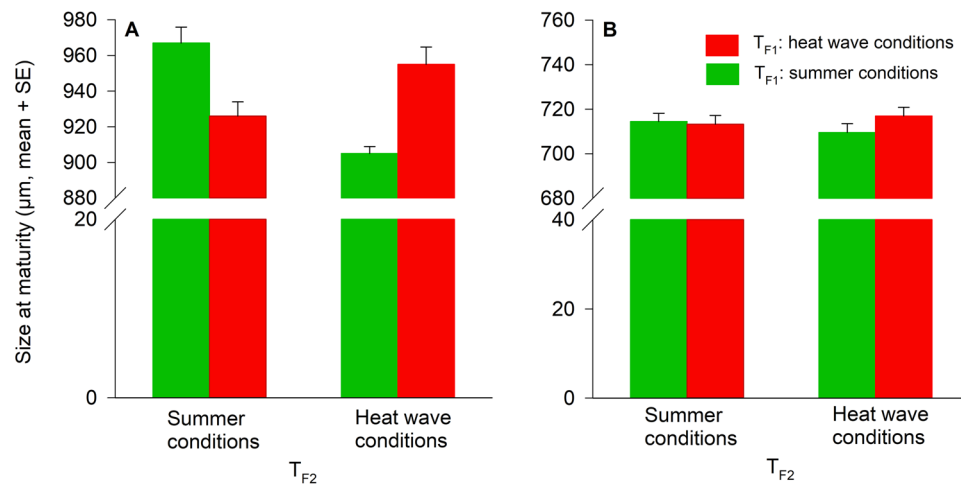 Size at maturity (µm, mean + SE)
A
980
960
940
920
900
880
20
0
Summer
conditions
Heat wave
conditions
TF2
B
TF1: heat wave conditions
TF1: summer conditions
760
740
720
700
680
40
20
0
Summer
conditions
Heat wave
conditions
TF2